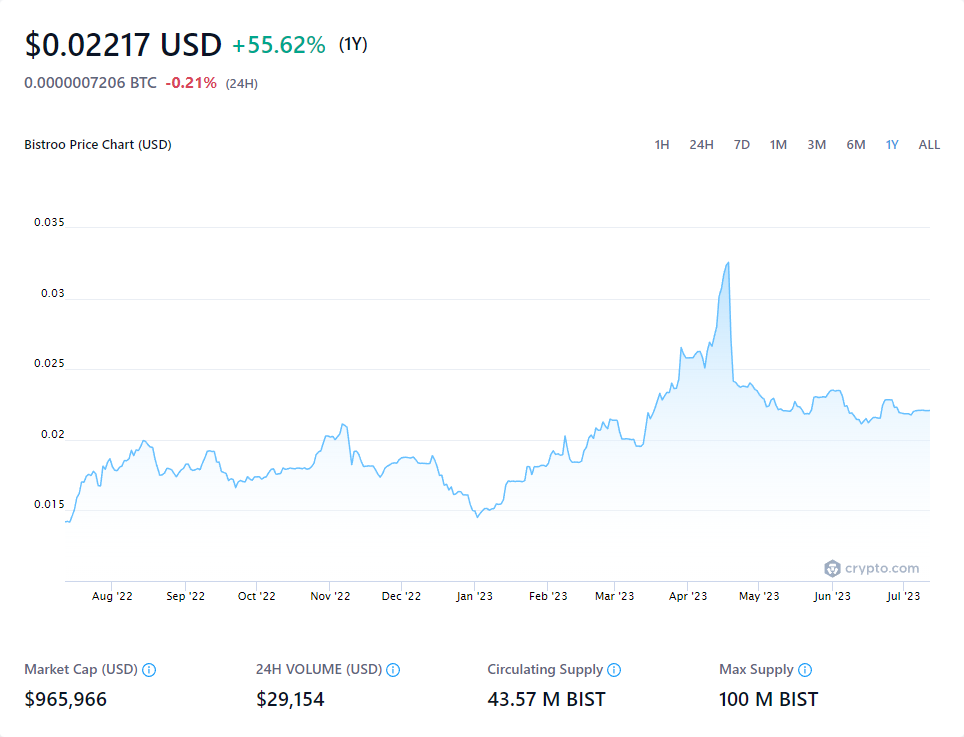 $0.02217 USD +55.62% (1Y)
0.0000007206 BTC -0.21% (24H)
Bistroo Price Chart (USD) 1H 24H 7D 1M 3M 6M 1Y ALL
0.035
0.03
0.025
0.02
0.015
crypto.com
Aug '22 Sep '22 Oct '22 Nov '22 Dec '22 Jan '23 Feb '23 Mar '23 Apr '23 May '23 Jun '23 Jul '23
Market Cap (USD) 24H VOLUME (USD) Circulating Supply Max Supply
$965,966 $29,154 43.57 M BIST 100 M BIST